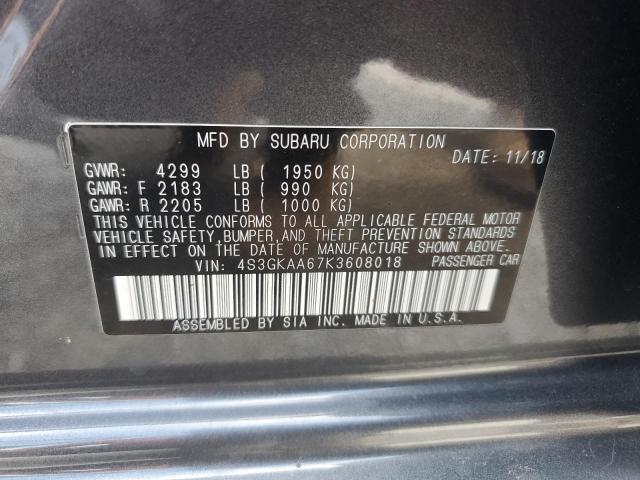 MFD BY SUBARU CORPORATION
DATE: 11/18
GVWR: 4299 LB ( 1950 KG)
GAWR: F 2183 LB ( 990 KG)
GAWR: R 2205 LB ( 1000 KG)
THIS VEHICLE CONFORMS TO ALL APPLICABLE FEDERAL MOTOR
VEHICLE SAFETY, BUMPER, AND THEFT PREVENTION STANDARDS
IN EFFECT ON THE DATE OF MANUFACTURE SHOWN ABOVE.
VIN: 4S3GKAA67K3608018 PASSENGER CAR
ASSEMBLED BY SIA INC. MADE IN U.S.A.